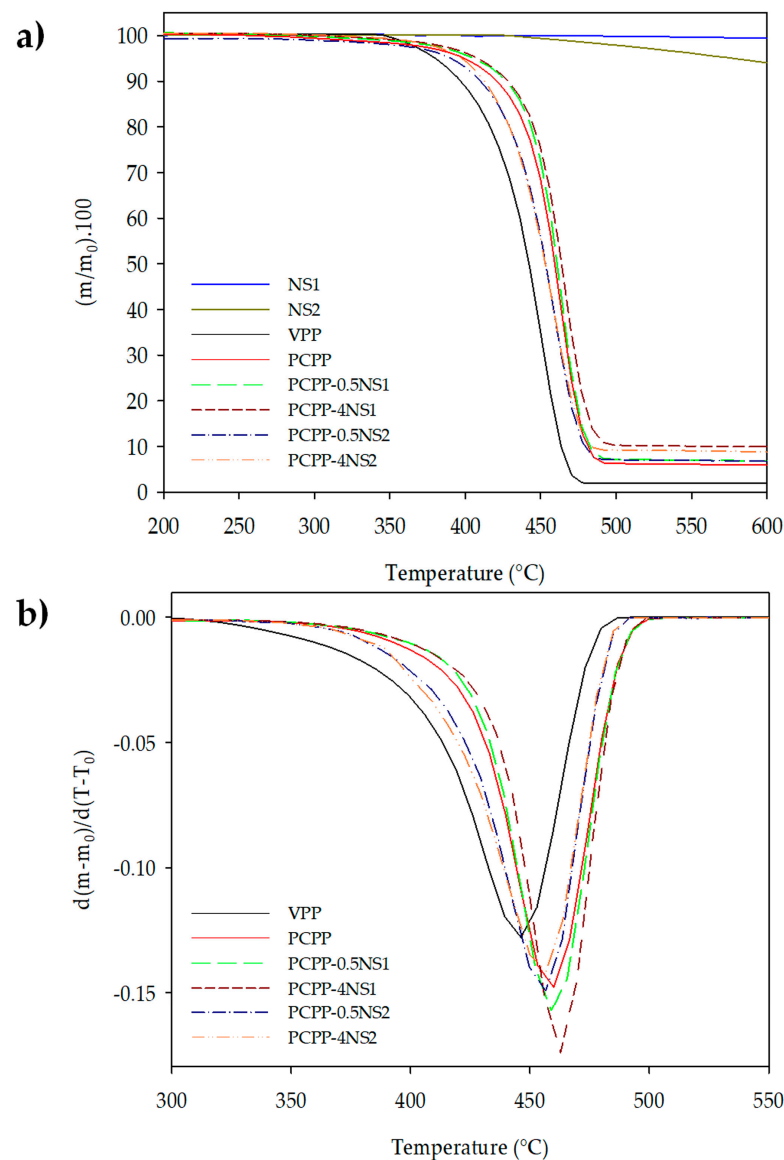 a)
(m/m0).100
100
90
80
70
60
50
40
30
20
10
0
NS1
NS2
VPP
PCPP
PCPP-0.5NS1
PCPP-4NS1
PCPP-0.5NS2
PCPP-4NS2
200 250 300 350 400 450 500 550 600
Temperature (°C)
b)
d(m-m0)/d(T-T0)
0.00
-0.05
-0.10
-0.15
VPP
PCPP
PCPP-0.5NS1
PCPP-4NS1
PCPP-0.5NS2
PCPP-4NS2
300 350 400 450 500 550
Temperature (°C)